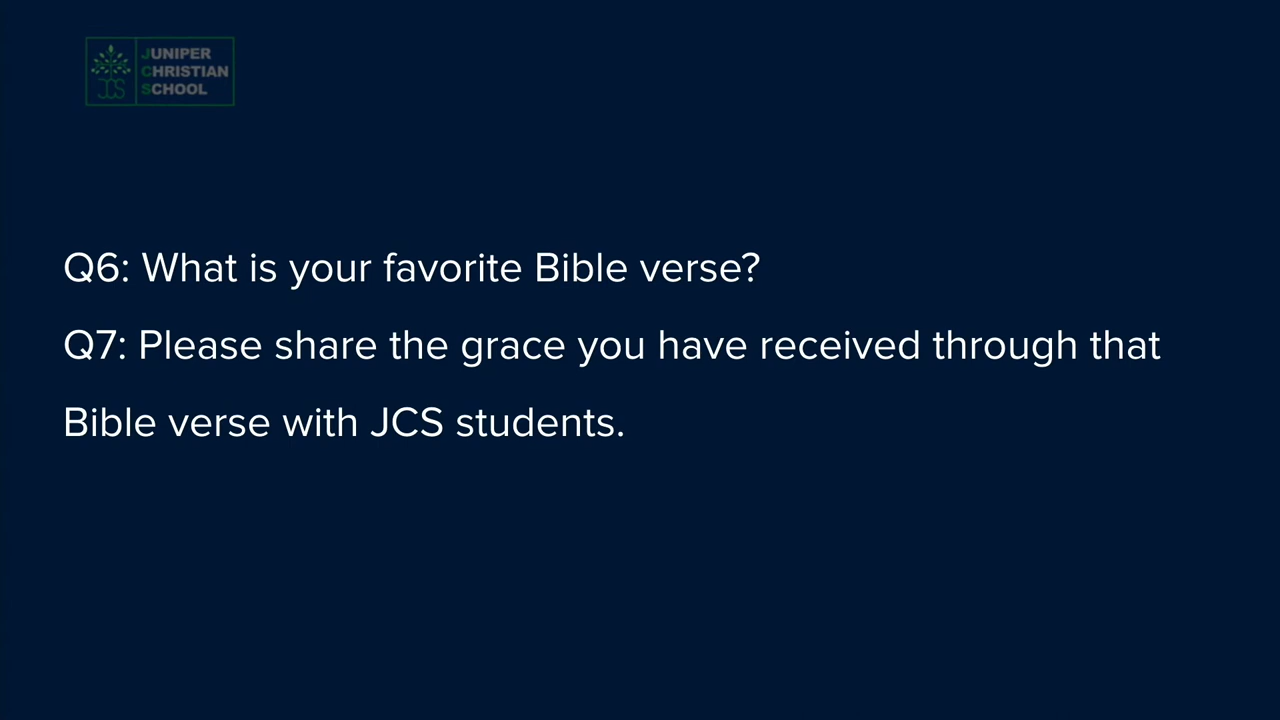 JCS
JUNIPER
CHRISTIAN
SCHOOL
Q6: What is your favorite Bible verse?
Q7: Please share the grace you have received through that
Bible verse with JCS students.